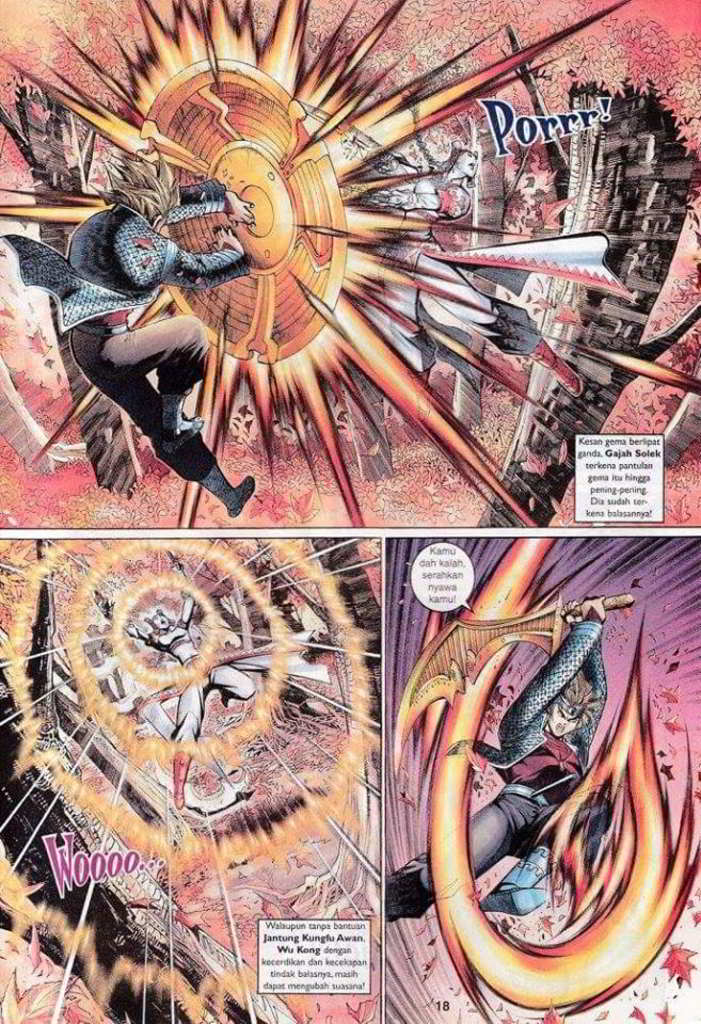 Porrr!
Kesan gema berlipat
ganda, Gajah Solek
terkena pantulan
gema itu hingga
pening-pening.
Dia sudah ter-
kena balasannya!
Woooo...
Walaupun tanpa bantuan
Jantung Kungfu Awan,
Wu Kong dengan
kecerdikan dan kecekapan
tindak balasnya, masih
dapat mengubah suasana!
Kamu
dah kalah,
serahkan
nyawa
kamu!
18